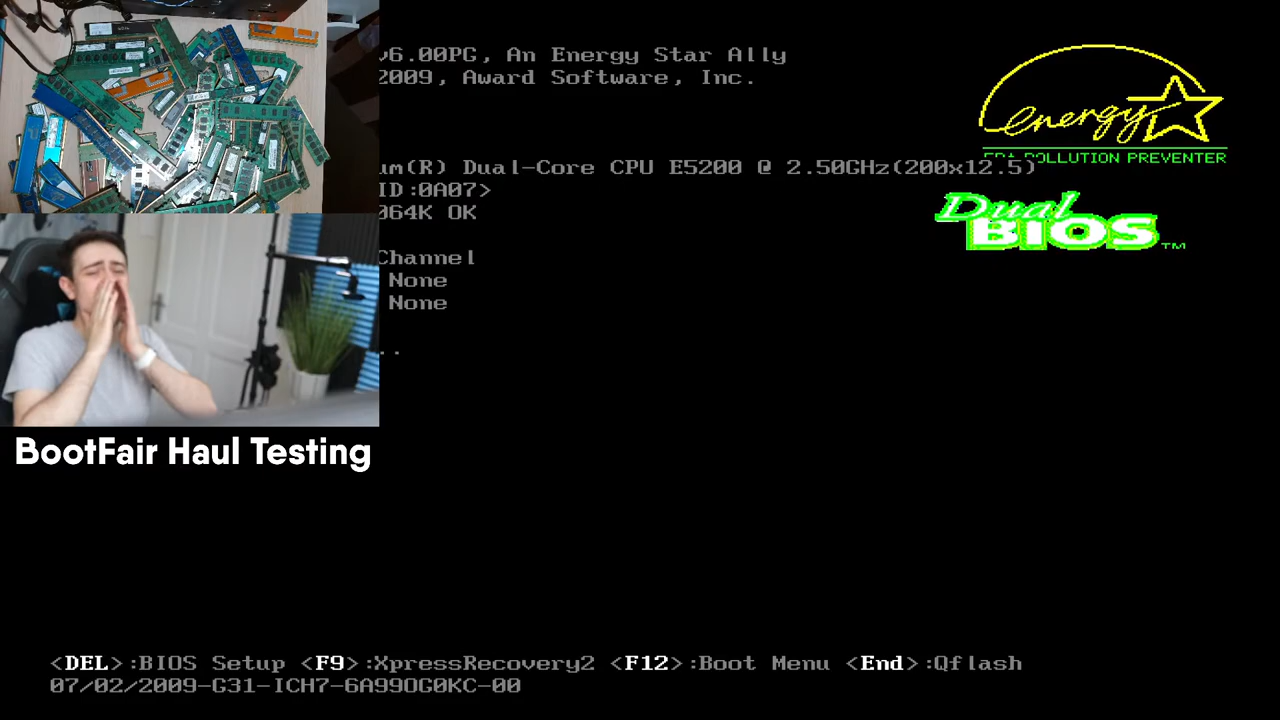 v6.00PG, An Energy Star Ally
2009, Award Software, Inc.
energy
EPA POLLUTION PREVENTER
um(R) Dual-Core CPU E5200 @ 2.50GHz(200x12.5)
ID:0A07>
064K OK
Dual
BIOS™
Channel
None
None
..
BootFair Haul Testing
<DEL>:BIOS Setup <F9>:XpressRecovery2 <F12>:Boot Menu <End>:Qflash
07/02/2009-G31-ICH7-6A99OG0KC-00